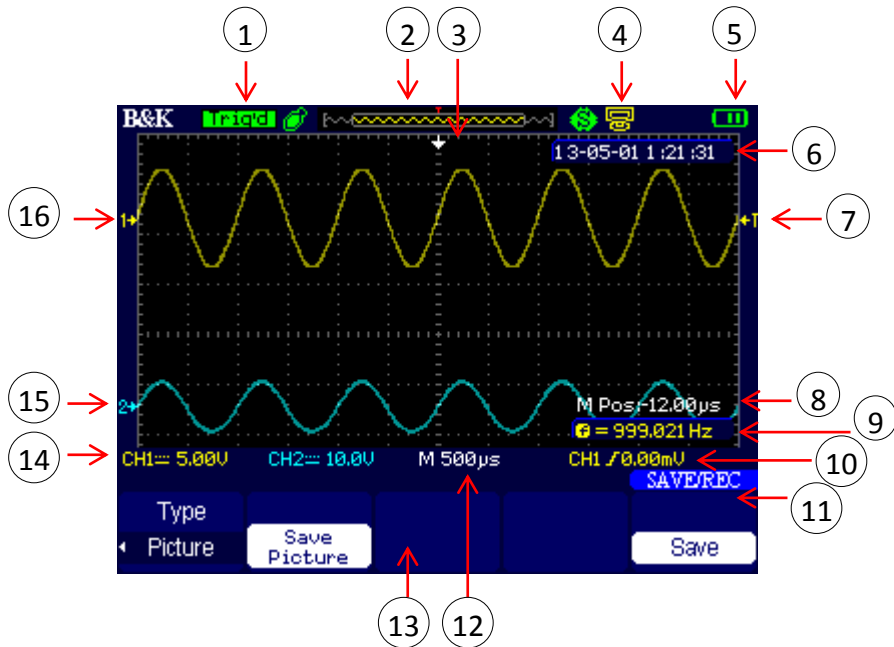 1 2 3 4 5
B&K Trig'd T S
13-05-01 1:21:31
6
16 1 T 7
15 2 M Pos:-12.00µs 8
f = 999.021Hz 9
14 CH1 5.00V CH2 10.0V M 500µs CH1 0.00mV 10
SAVE/REC
11
Type
Picture Save Picture Save
13 12